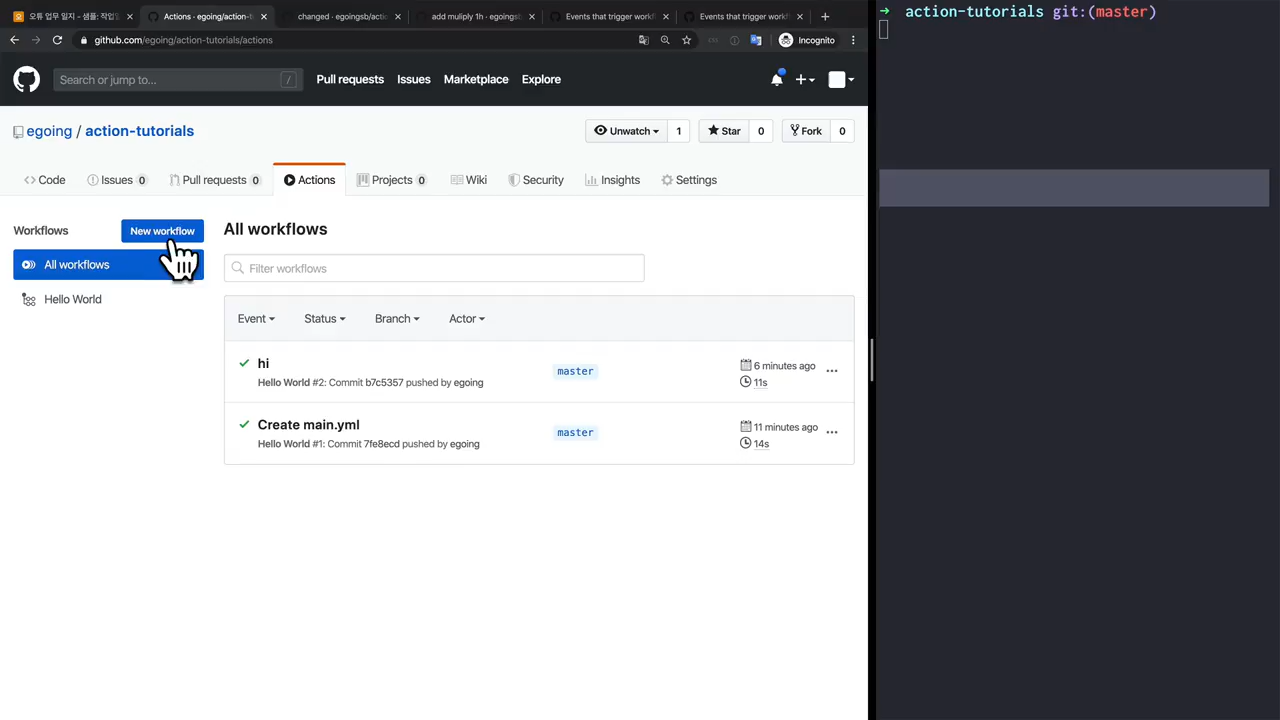 오류 업무 일지 - 샘플: 작업일
Actions · egoing/action-t
changed · egoingsb/actio
add muliply 1h · egoingsb
Events that trigger workfl
Events that trigger workfl
github.com/egoing/action-tutorials/actions
Incognito
Search or jump to...
/
Pull requests
Issues
Marketplace
Explore
egoing / action-tutorials
Unwatch 1
Star 0
Fork 0
Code
Issues 0
Pull requests 0
Actions
Projects 0
Wiki
Security
Insights
Settings
Workflows
New workflow
All workflows
Hello World
All workflows
Filter workflows
Event
Status
Branch
Actor
hi
Hello World #2: Commit b7c5357 pushed by egoing
master
6 minutes ago
11s
Create main.yml
Hello World #1: Commit 7fe8ecd pushed by egoing
master
11 minutes ago
14s
→ action-tutorials git:(master)